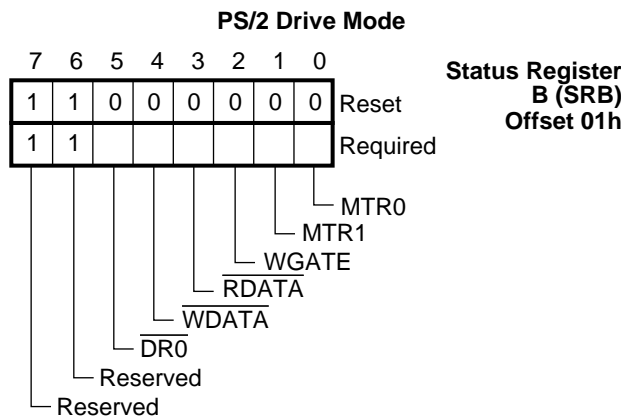 PS/2 Drive Mode
7 6 5 4 3 2 1 0
Status Register
B (SRB)
Offset 01h
1 1 0 0 0 0 0 0 Reset
1 1 Required
MTR0
MTR1
WGATE
RDATA
WDATA
DR0
Reserved
Reserved